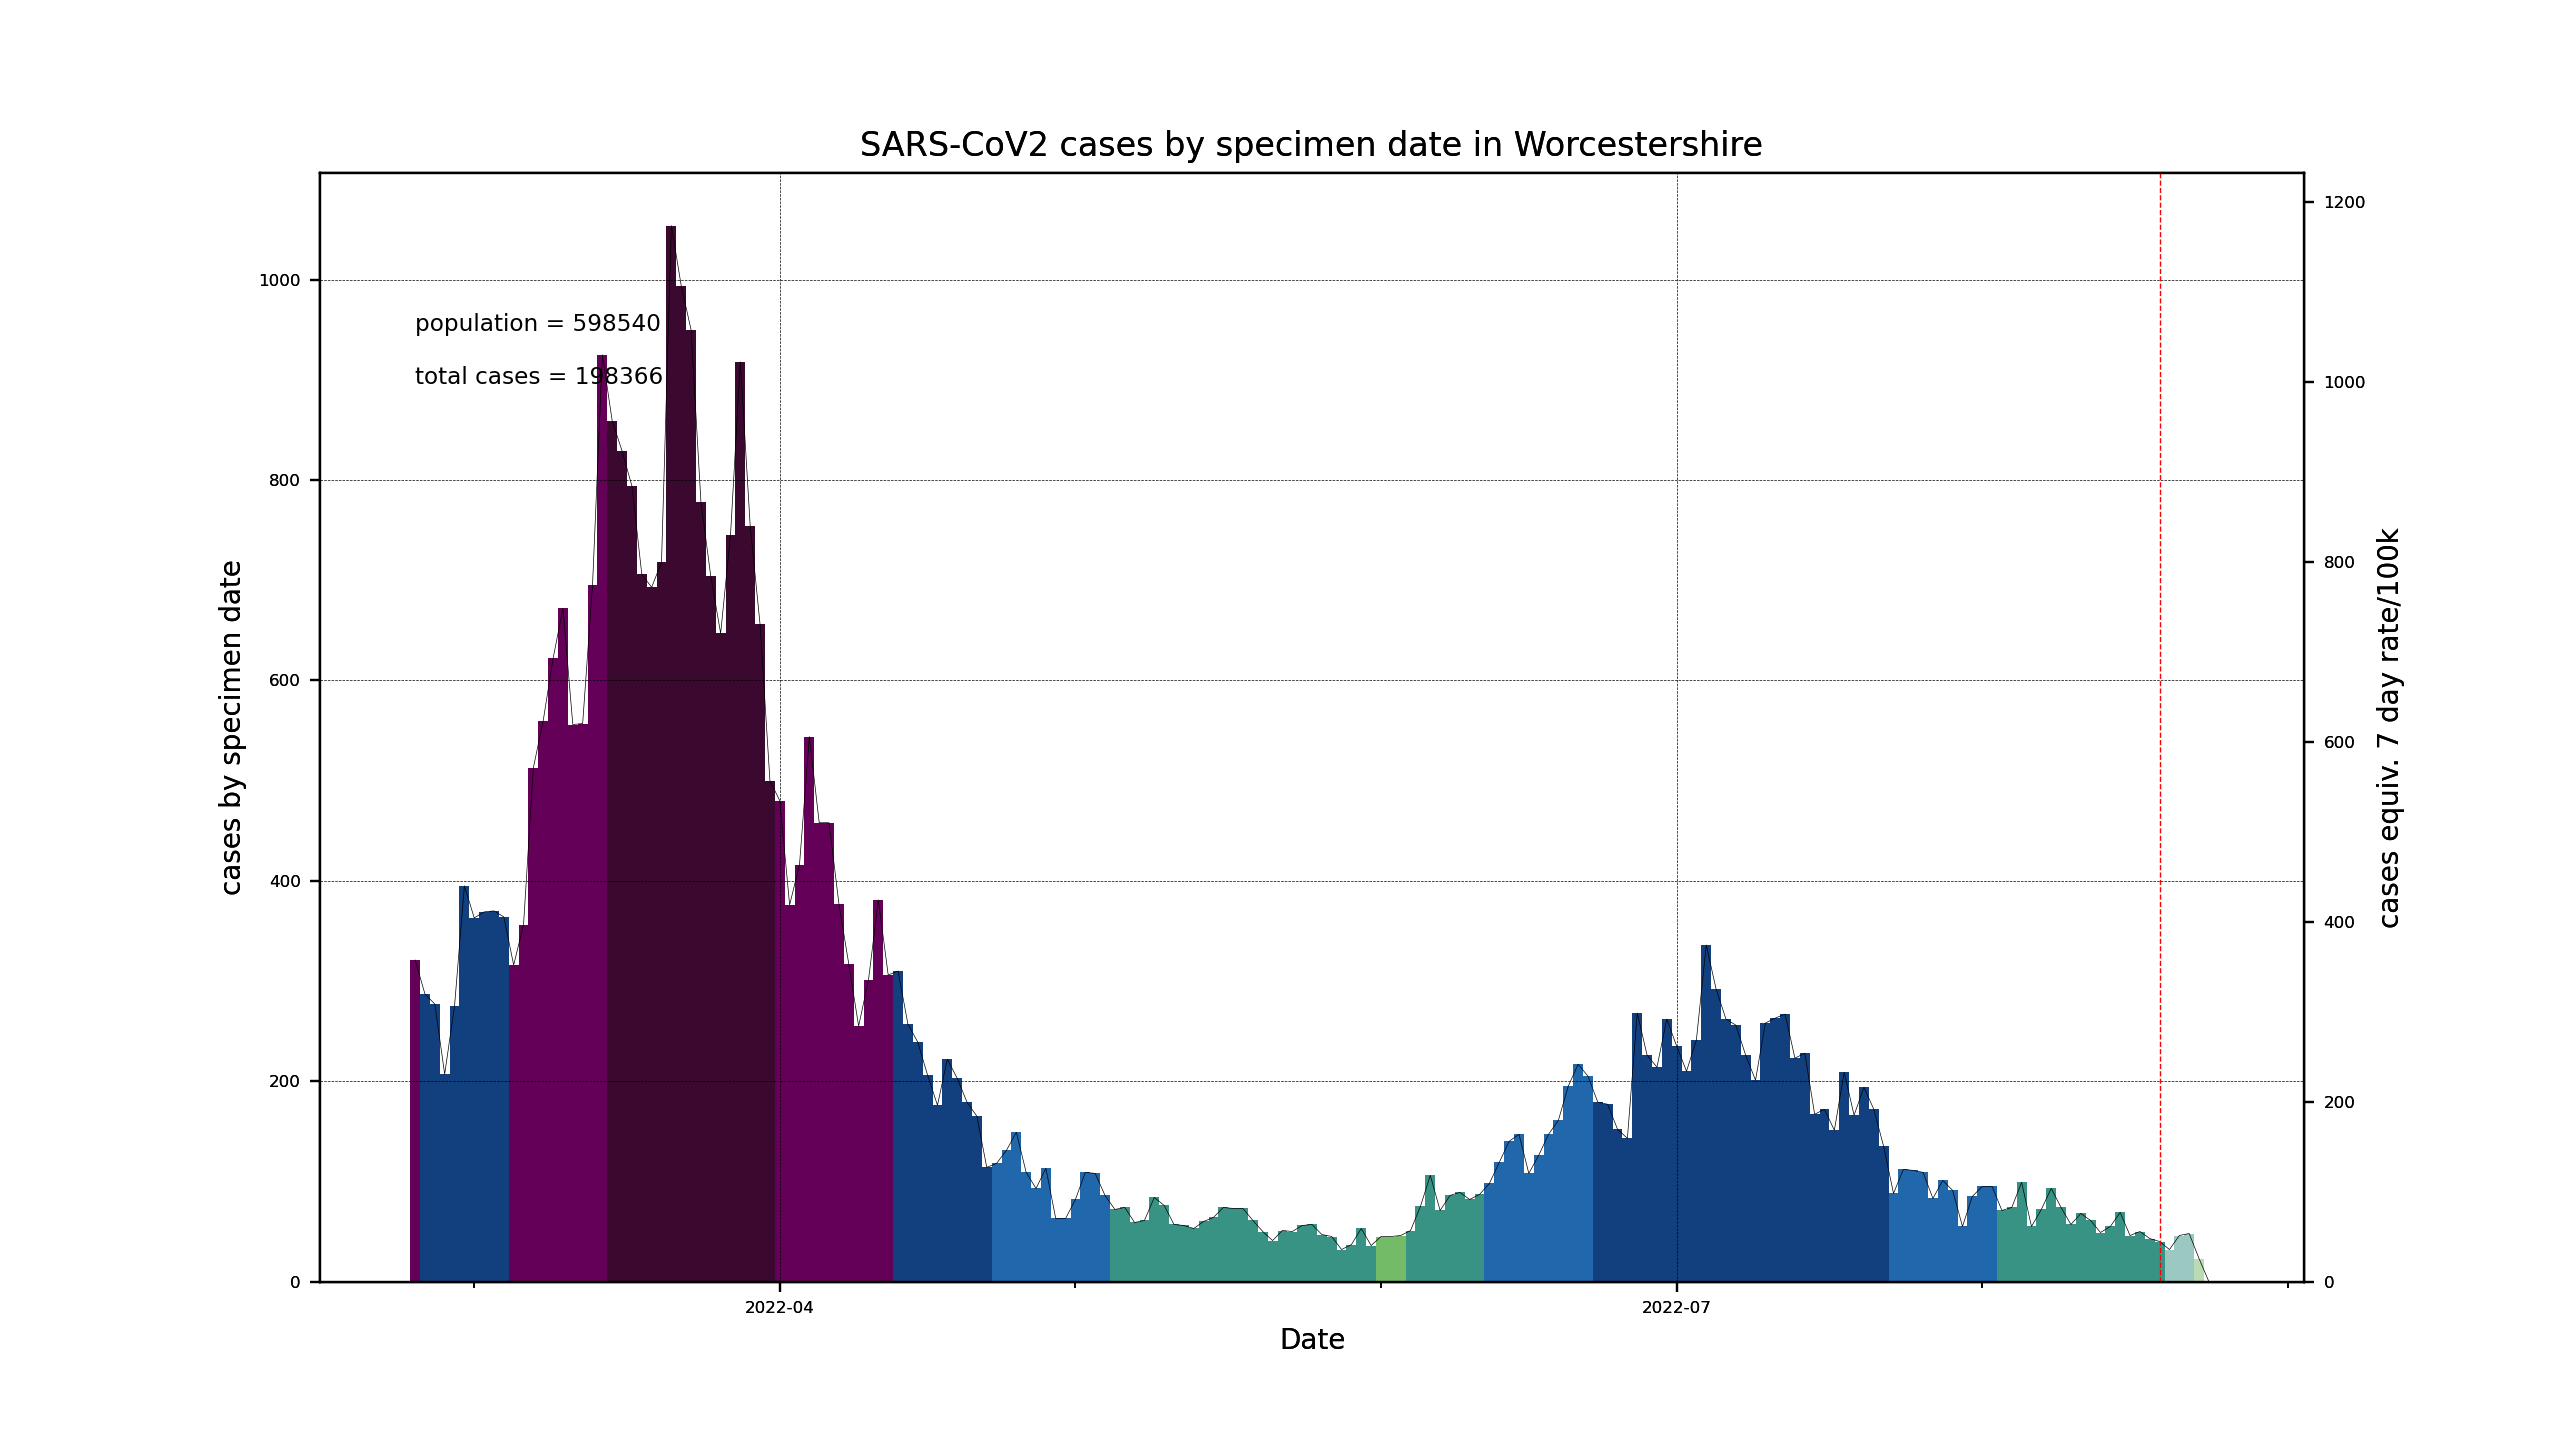 SARS-CoV2 cases by specimen date in Worcestershire
population = 598540
total cases = 198366
cases by specimen date
1000
800
600
400
200
0
1200
1000
800
600
400
200
0
cases equiv. 7 day rate/100k
2022-04
2022-07
Date